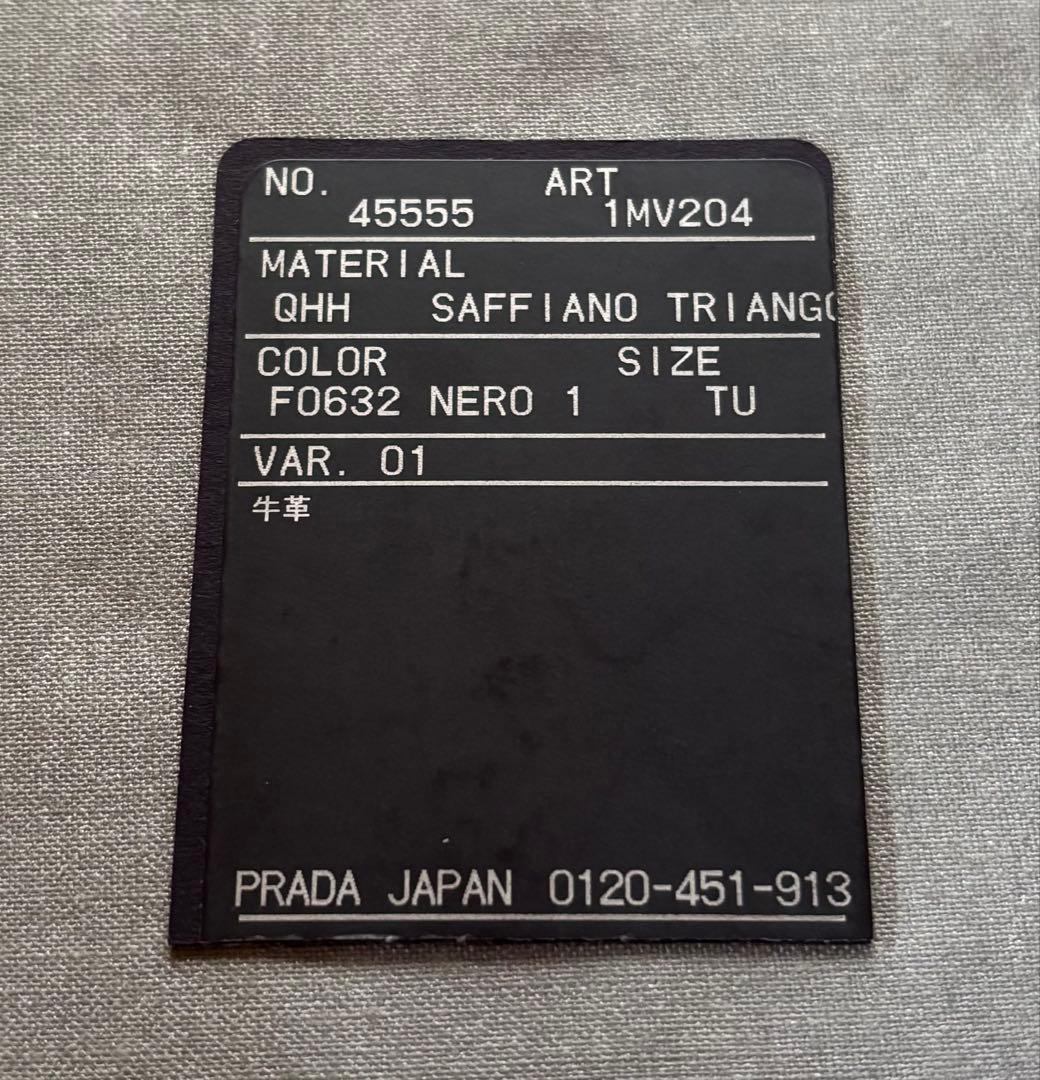 NO. ART
45555 1MV204
MATERIAL
QHH SAFFIANO TRIANG
COLOR SIZE
F0632 NERO 1 TU
VAR. 01
牛革
PRADA JAPAN 0120-451-913